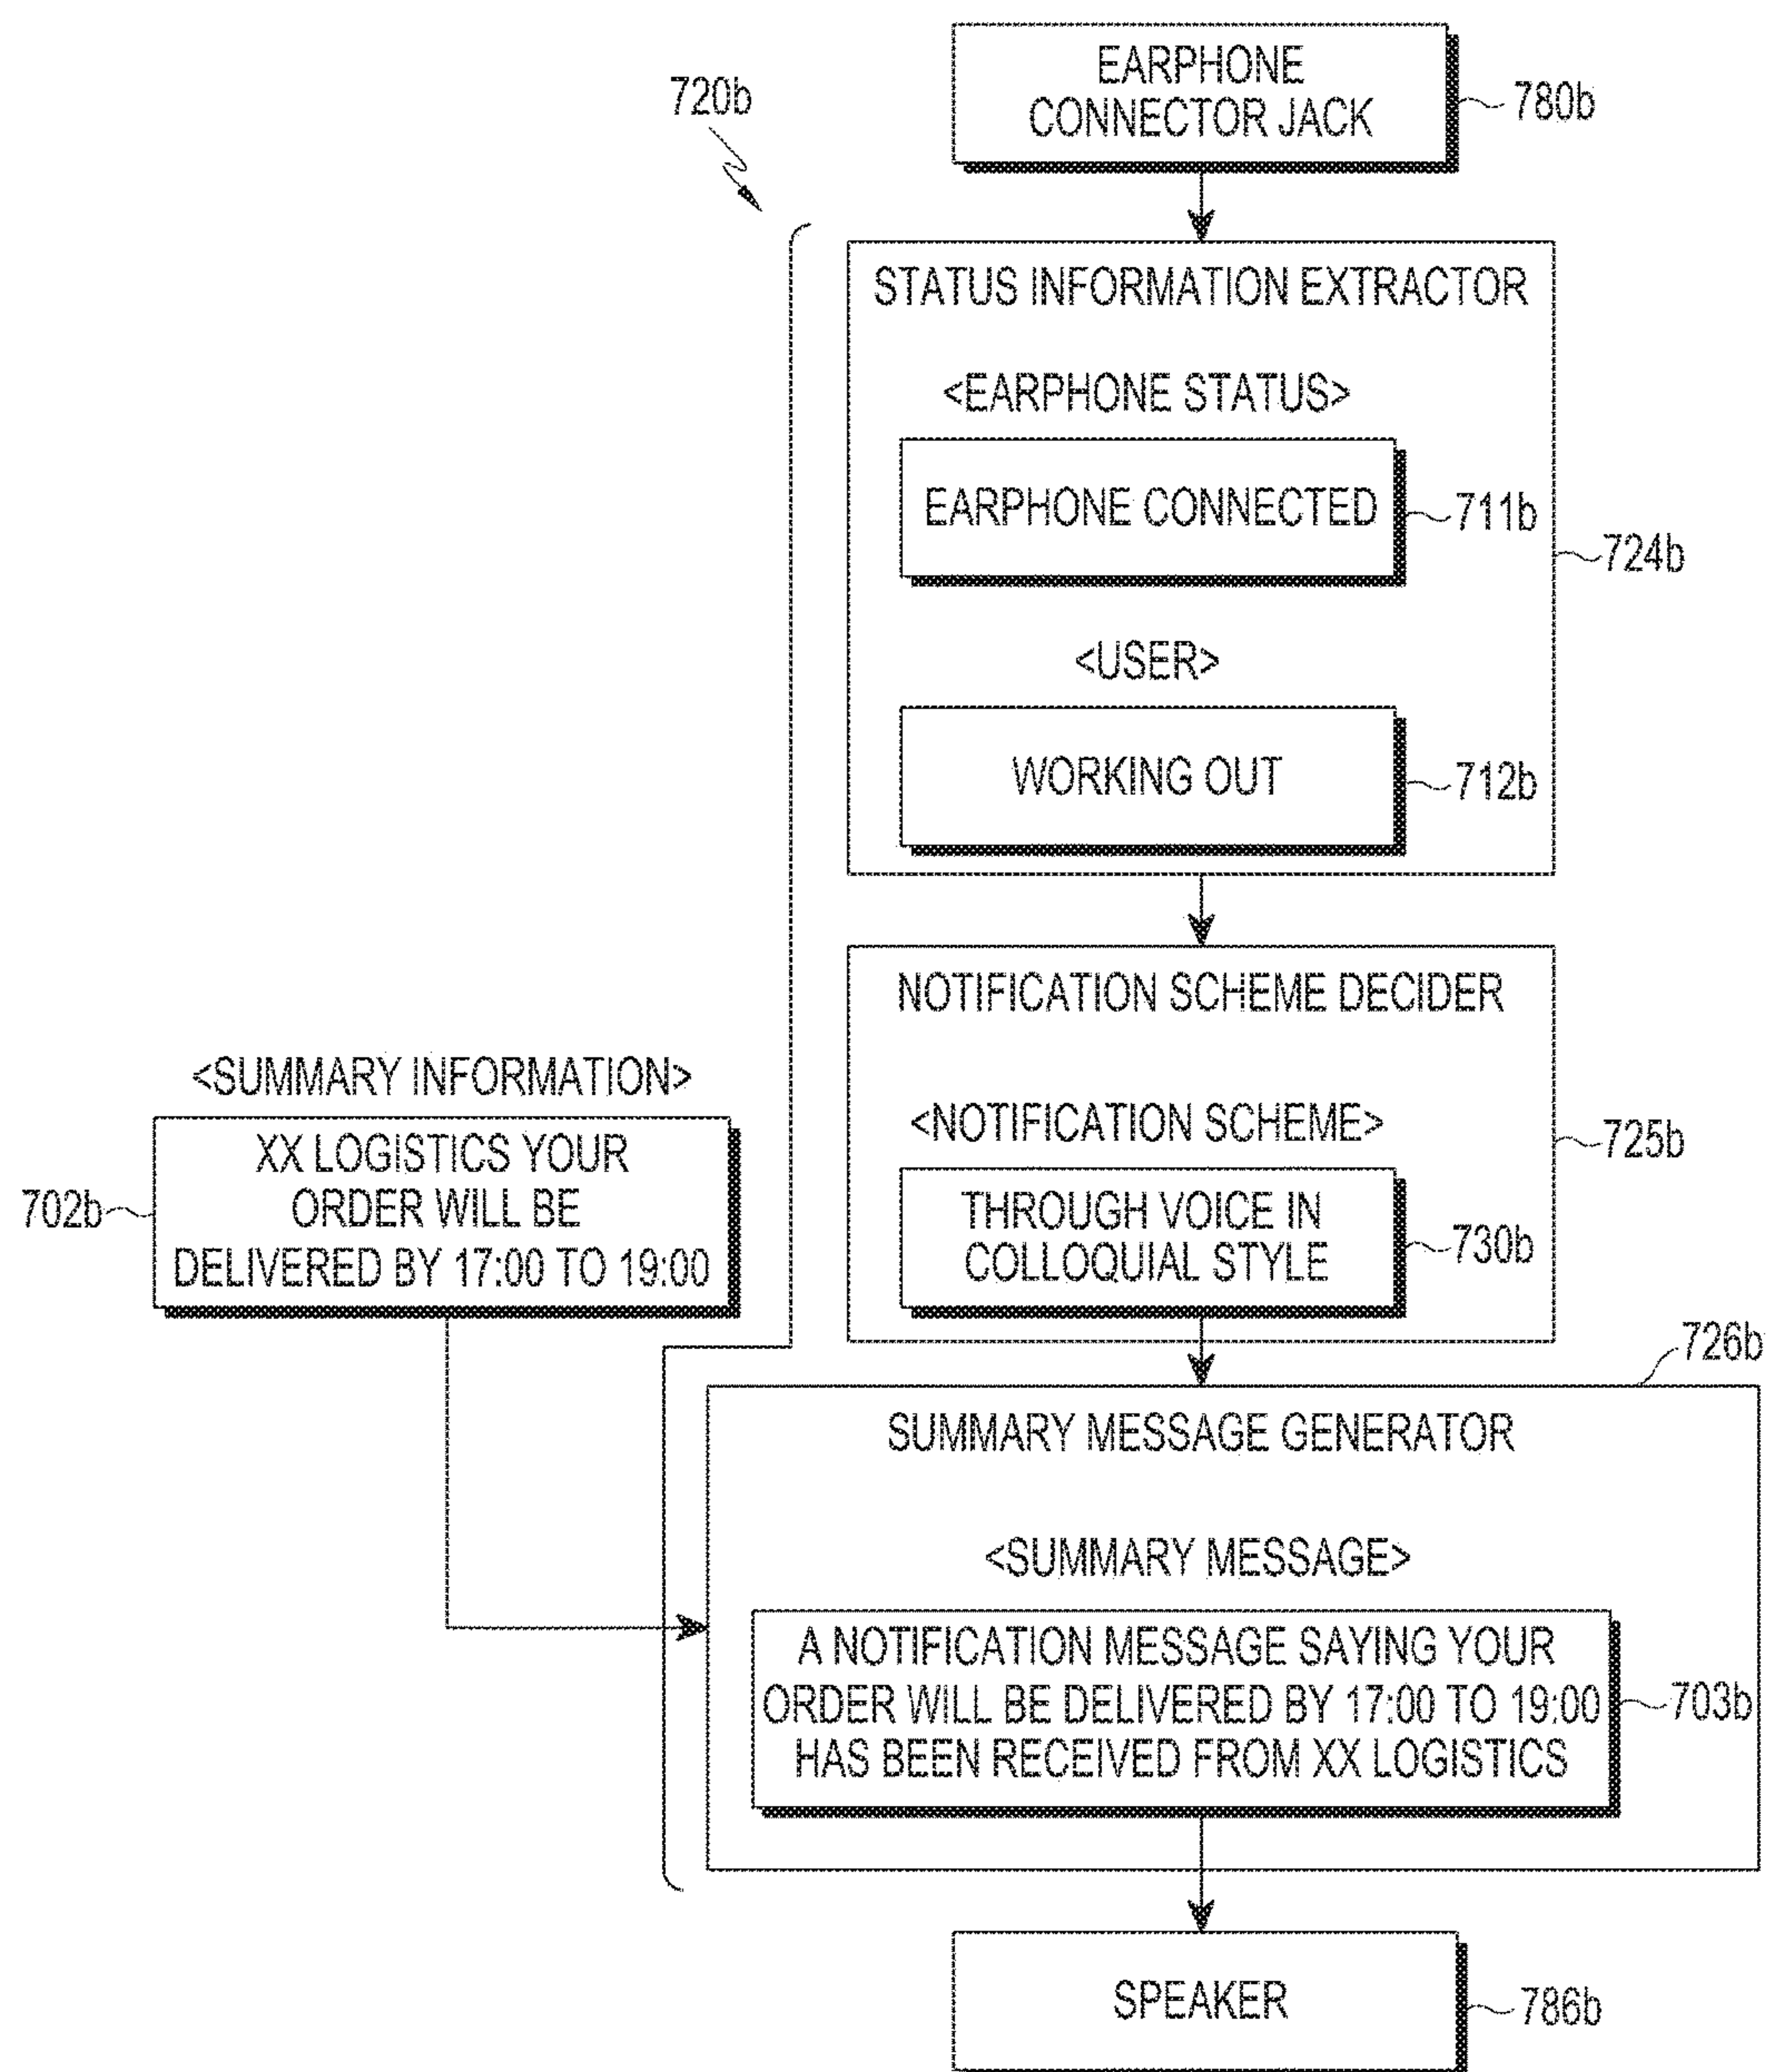 EARPHONE
CONNECTOR JACK
780b
720b
STATUS INFORMATION EXTRACTOR
<EARPHONE STATUS>
EARPHONE CONNECTED
711b
724b
<USER>
WORKING OUT
712b
NOTIFICATION SCHEME DECIDER
<NOTIFICATION SCHEME>
THROUGH VOICE IN
COLLOQUIAL STYLE
730b
725b
<SUMMARY INFORMATION>
XX LOGISTICS YOUR
ORDER WILL BE
DELIVERED BY 17:00 TO 19:00
702b
726b
SUMMARY MESSAGE GENERATOR
<SUMMARY MESSAGE>
A NOTIFICATION MESSAGE SAYING YOUR
ORDER WILL BE DELIVERED BY 17:00 TO 19:00
HAS BEEN RECEIVED FROM XX LOGISTICS
703b
SPEAKER
786b